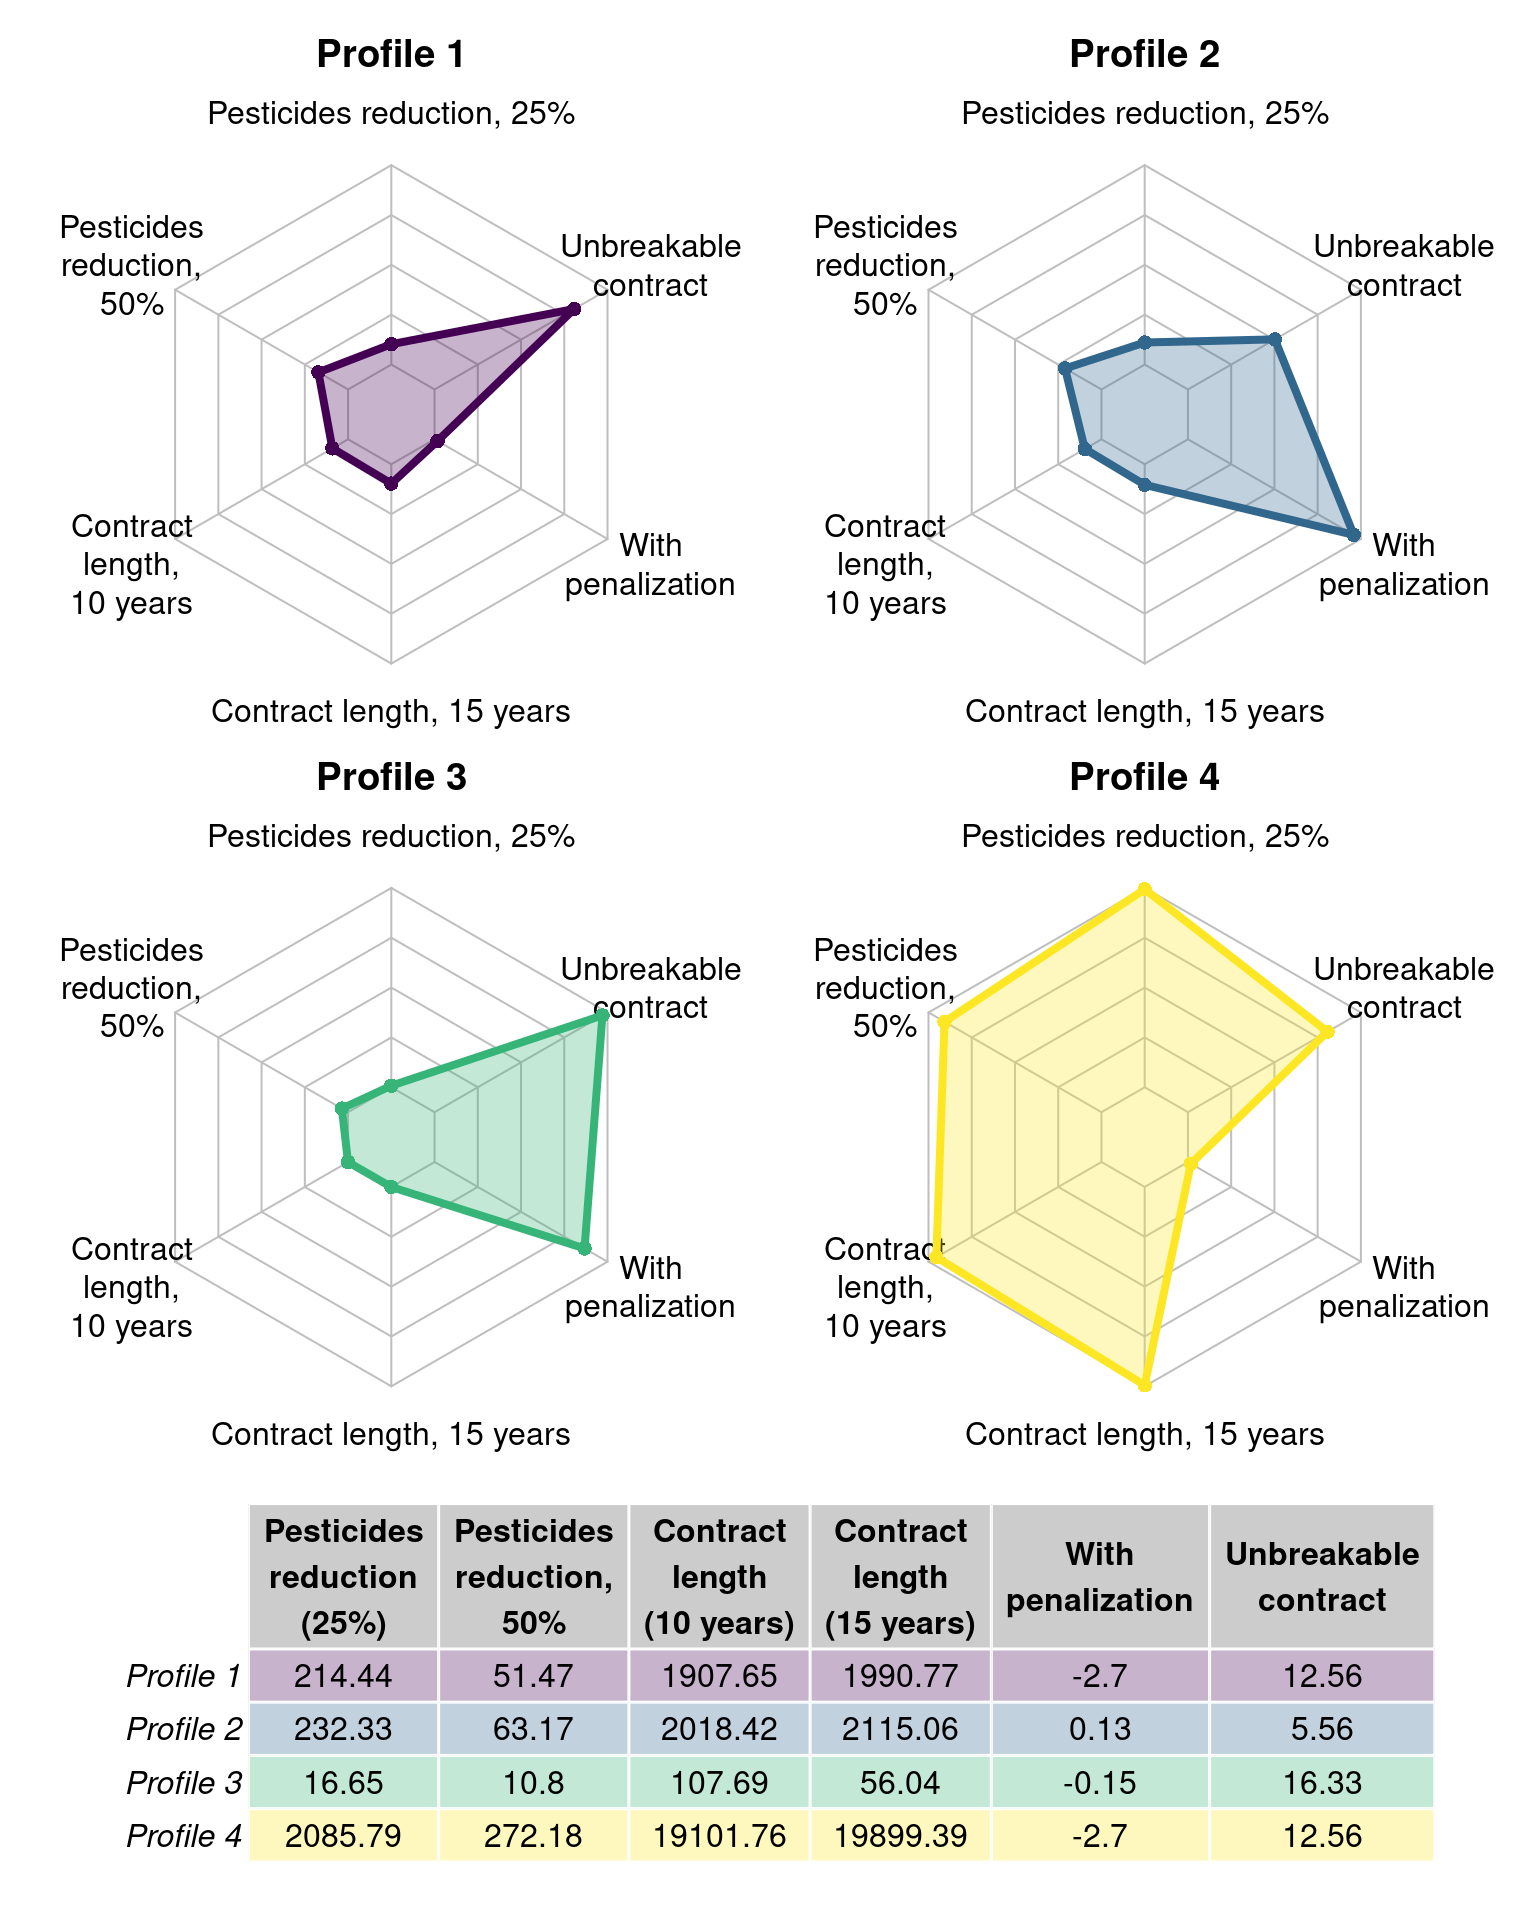 Profile 1
Pesticides reduction, 25%
Pesticides
reduction,
50%
Unbreakable
contract
Contract
length,
10 years
With
penalization
Contract length, 15 years
Profile 2
Pesticides reduction, 25%
Pesticides
reduction,
50%
Unbreakable
contract
Contract
length,
10 years
With
penalization
Contract length, 15 years
Profile 3
Pesticides reduction, 25%
Pesticides
reduction,
50%
Unbreakable
contract
Contract
length,
10 years
With
penalization
Contract length, 15 years
Profile 4
Pesticides reduction, 25%
Pesticides
reduction,
50%
Unbreakable
contract
Contract
length,
10 years
With
penalization
Contract length, 15 years
Pesticides
reduction
(25%)
Pesticides
reduction,
50%
Contract
length
(10 years)
Contract
length
(15 years)
With
penalization
Unbreakable
contract
Profile 1 214.44 51.47 1907.65 1990.77 -2.7 12.56
Profile 2 232.33 63.17 2018.42 2115.06 0.13 5.56
Profile 3 16.65 10.8 107.69 56.04 -0.15 16.33
Profile 4 2085.79 272.18 19101.76 19899.39 -2.7 12.56